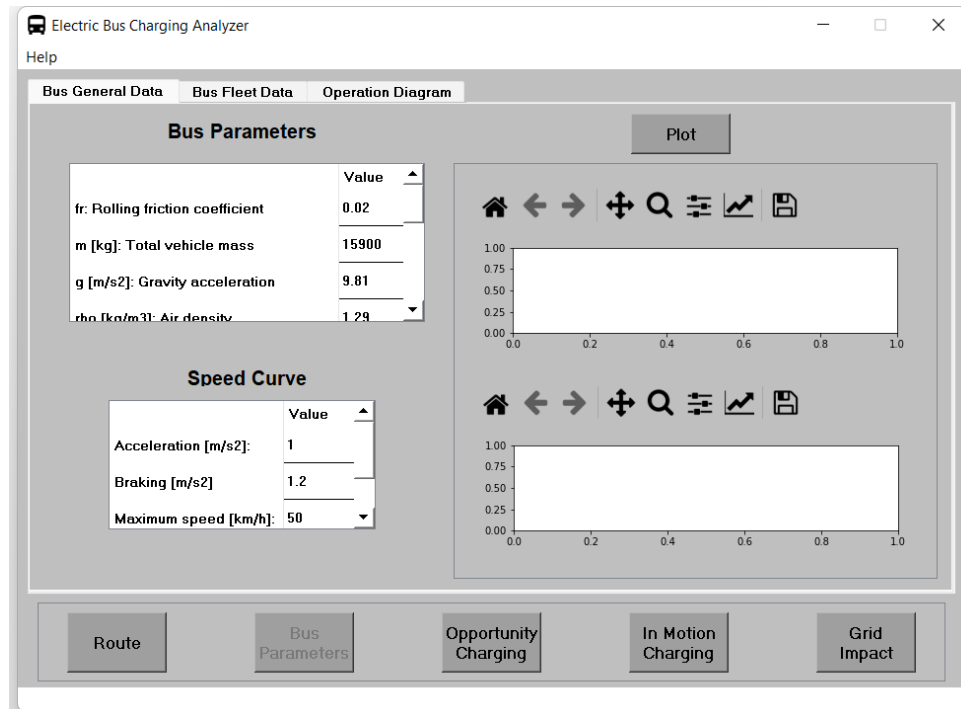 Electric Bus Charging Analyzer
Help
Bus General Data
Bus Fleet Data
Operation Diagram
Bus Parameters
Value
fr: Rolling friction coefficient 0.02
m [kg]: Total vehicle mass 15900
g [m/s2]: Gravity acceleration 9.81
rho [kg/m3]: Air density 1.29
Speed Curve
Value
Acceleration [m/s2]: 1
Braking [m/s2] 1.2
Maximum speed [km/h]: 50
Plot
1.00
0.75
0.50
0.25
0.00
0.0 0.2 0.4 0.6 0.8 1.0
1.00
0.75
0.50
0.25
0.00
0.0 0.2 0.4 0.6 0.8 1.0
Route
Bus
Parameters
Opportunity
Charging
In Motion
Charging
Grid
Impact